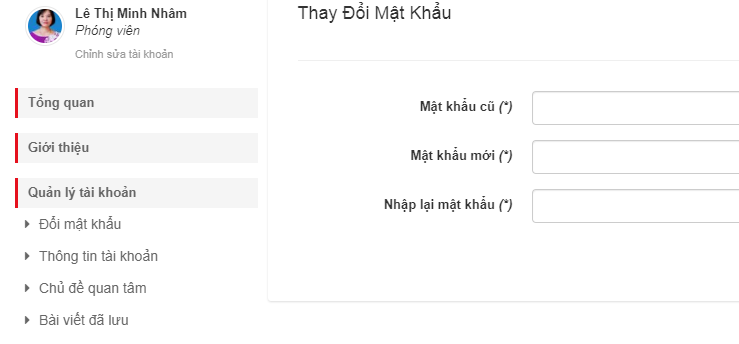 Lê Thị Minh Nhâm
Phóng viên
Chỉnh sửa tài khoản
Tổng quan
Giới thiệu
Quản lý tài khoản
Đổi mật khẩu
Thông tin tài khoản
Chủ đề quan tâm
Bài viết đã lưu
Thay Đổi Mật Khẩu
Mật khẩu cũ (*)
Mật khẩu mới (*)
Nhập lại mật khẩu (*)